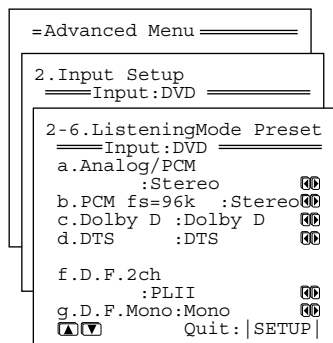 Advanced Menu
2.Input Setup
Input:DVD
2-6.ListeningMode Preset
Input:DVD
a.Analog/PCM
:Stereo
b.PCM fs=96k :Stereo
c.Dolby D :Dolby D
d.DTS :DTS
f.D.F.2ch
:PLII
g.D.F.Mono:Mono
Quit:|SETUP|